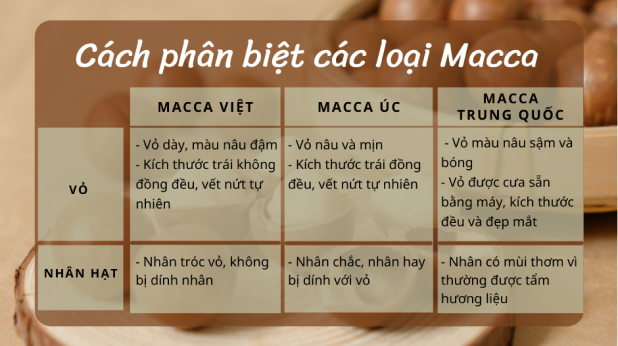 Cách phân biệt các loại Macca
MACCA VIỆT
MACCA ÚC
MACCA
TRUNG QUỐC
VỎ
- Vỏ dày, màu nâu đậm
- Kích thước trái không
đồng đều, vết nứt tự
nhiên
- Vỏ nâu và mịn
- Kích thước trái đồng
đều, vết nứt tự nhiên
- Vỏ màu nâu sậm và
bóng
- Vỏ được cưa sẵn
bằng máy, kích thước
đều và đẹp mắt
NHÂN HẠT
- Nhân tróc vỏ, không
bị dính nhân
- Nhân chắc, nhân hay
bị dính với vỏ
- Nhân có mùi thơm vì
thường được tẩm
hương liệu